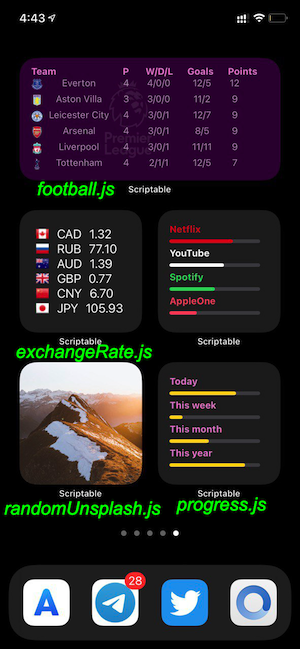 4:43
Team P W/D/L Goals Points
Everton 4 4/0/0 12/5 12
Aston Villa 3 3/0/0 11/2 9
Leicester City 4 3/0/1 12/7 9
Arsenal 4 3/0/1 8/5 9
Liverpool 4 3/0/1 11/11 9
Tottenham 4 2/1/1 12/5 7
Premier
League
football.js
Scriptable
CAD 1.32
RUB 77.10
AUD 1.39
GBP 0.77
CNY 6.70
JPY 105.93
Scriptable
exchangeRate.js
Netflix
YouTube
Spotify
AppleOne
Scriptable
Scriptable
randomUnsplash.js
Today
This week
This month
This year
Scriptable
progress.js
28